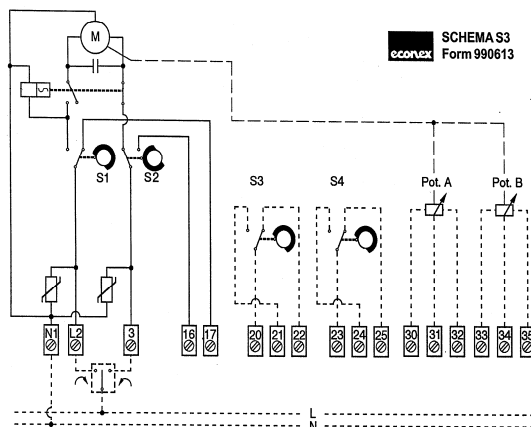 econex
SCHEMA S3
Form 990613
M
S1
S2
S3
S4
Pot. A
Pot. B
N1
L2
3
16
17
20
21
22
23
24
25
30
31
32
33
34
35
L
N